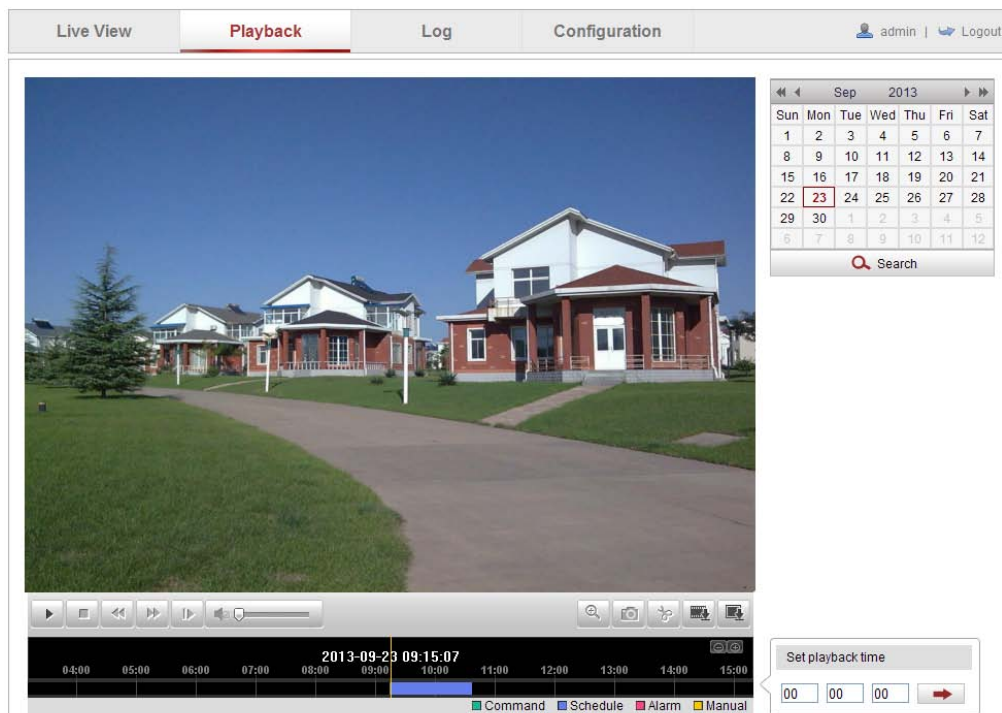 Live View Playback Log Configuration admin | Logout
Sep 2013
Sun Mon Tue Wed Thu Fri Sat
1 2 3 4 5 6 7
8 9 10 11 12 13 14
15 16 17 18 19 20 21
22 23 24 25 26 27 28
29 30 1 2 3 4 5
6 7 8 9 10 11 12
Search
2013-09-23 09:15:07
04:00 05:00 06:00 07:00 08:00 09:00 10:00 11:00 12:00 13:00 14:00 15:00
Command Schedule Alarm Manual
Set playback time
00 00 00